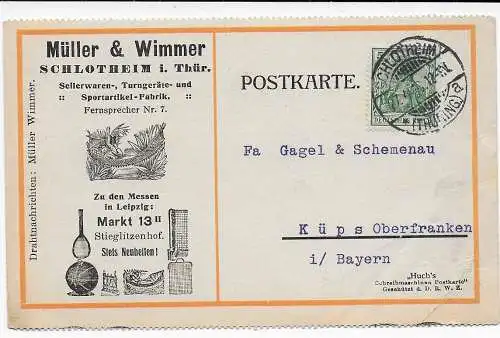 Müller & Wimmer
SCHLOTHEIM i. Thür.
Seilerwaren-, Turngeräte- und
:: Sportartikel-Fabrik. ::
Fernsprecher Nr. 7.
Drahtnachrichten: Müller Wimmer.
Zu den Messen
in Leipzig:
Markt 13 II
Stieglitzenhof.
Stets Neuheiten!
POSTKARTE.
SCHLOTHEIM
(THÜRING.)
a
Fa Gagel & Schemenau
Küps Oberfranken
i/ Bayern
"Huch's
Schreibmaschinen Postkarte"
Geschützt d. D. R. W. Z.